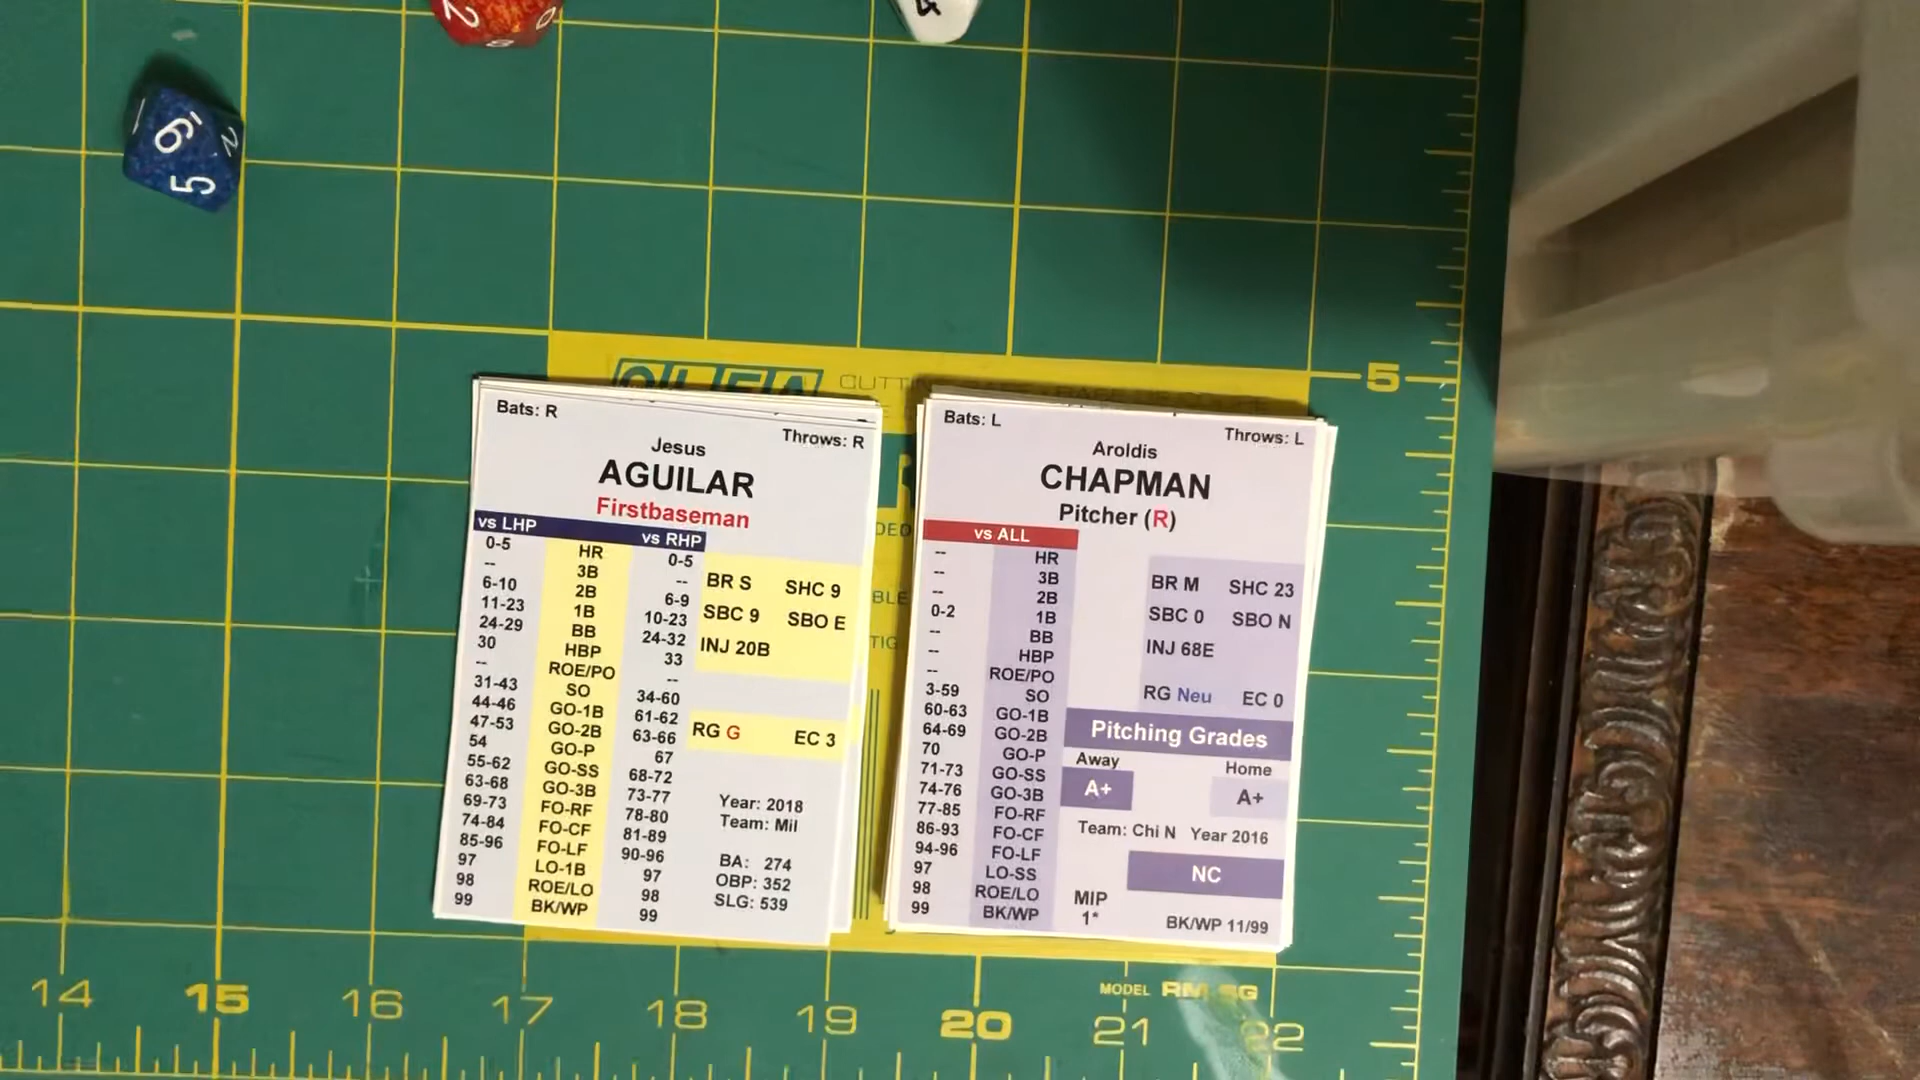 2
0
8
4
9
5
2
OLFA CUTTING
5
Bats: R
Throws: R
Jesus
AGUILAR
Firstbaseman
vs LHP vs RHP
0-5 HR 0-5
-- 3B --
6-10 2B 6-9
11-23 1B 10-23
24-29 BB 24-32
30 HBP 33
-- ROE/PO --
31-43 SO 34-60
44-46 GO-1B 61-62
47-53 GO-2B 63-66
54 GO-P 67
55-62 GO-SS 68-72
63-68 GO-3B 73-77
69-73 FO-RF 78-80
74-84 FO-CF 81-89
85-96 FO-LF 90-96
97 LO-1B 97
98 ROE/LO 98
99 BK/WP 99
BR S SHC 9
SBC 9 SBO E
INJ 20B
RG G EC 3
Year: 2018
Team: Mil
BA: 274
OBP: 352
SLG: 539
Bats: L
Throws: L
Aroldis
CHAPMAN
Pitcher (R)
vs ALL
-- HR
-- 3B
-- 2B
0-2 1B
-- BB
-- HBP
-- ROE/PO
3-59 SO
60-63 GO-1B
64-69 GO-2B
70 GO-P
71-73 GO-SS
74-76 GO-3B
77-85 FO-RF
86-93 FO-CF
94-96 FO-LF
97 LO-SS
98 ROE/LO
99 BK/WP
BR M SHC 23
SBC 0 SBO N
INJ 68E
RG Neu EC 0
Pitching Grades
Away Home
A+ A+
Team: Chi N Year 2016
NC
MIP
1*
BK/WP 11/99
MODEL RM-SG
14 15 16 17 18 19 20 21 22